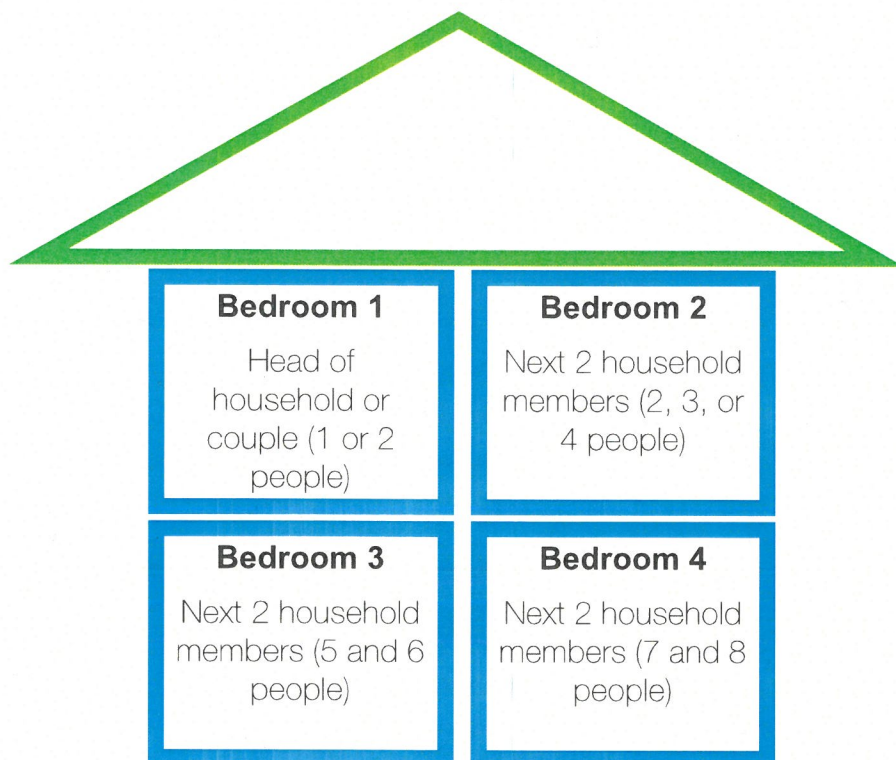 Bedroom 1
Head of
household or
couple (1 or 2
people)
Bedroom 2
Next 2 household
members (2, 3, or
4 people)
Bedroom 3
Next 2 household
members (5 and 6
people)
Bedroom 4
Next 2 household
members (7 and 8
people)